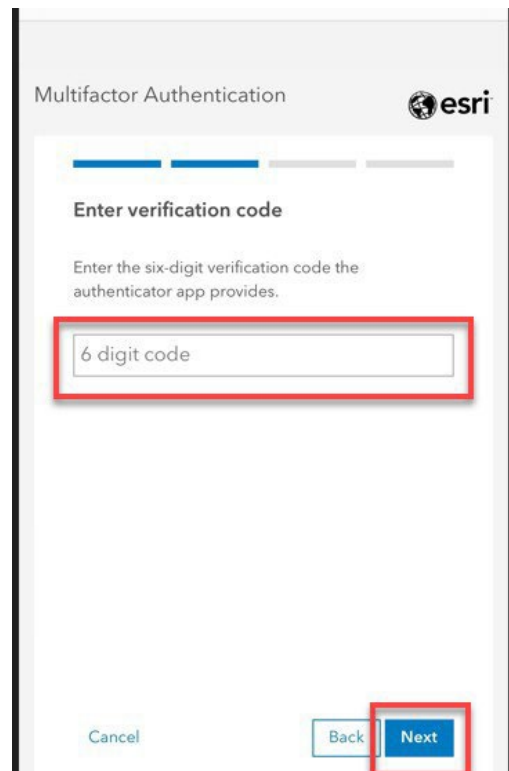 Multifactor Authentication
esri
Enter verification code
Enter the six-digit verification code the
authenticator app provides.
6 digit code
Cancel
Back
Next